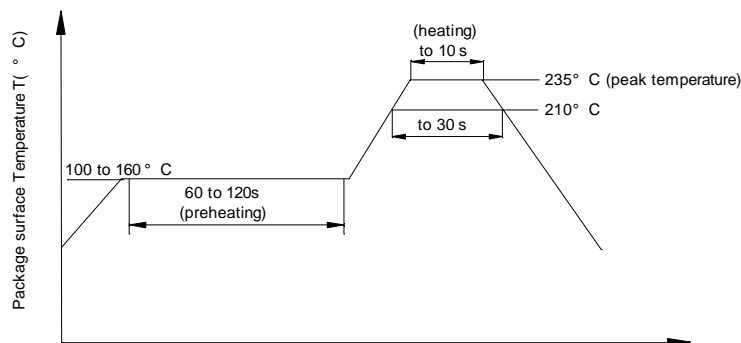 (heating)
to 10 s
235° C (peak temperature)
210° C
to 30 s
100 to 160° C
60 to 120s
(preheating)
Package surface Temperature T( ° C)